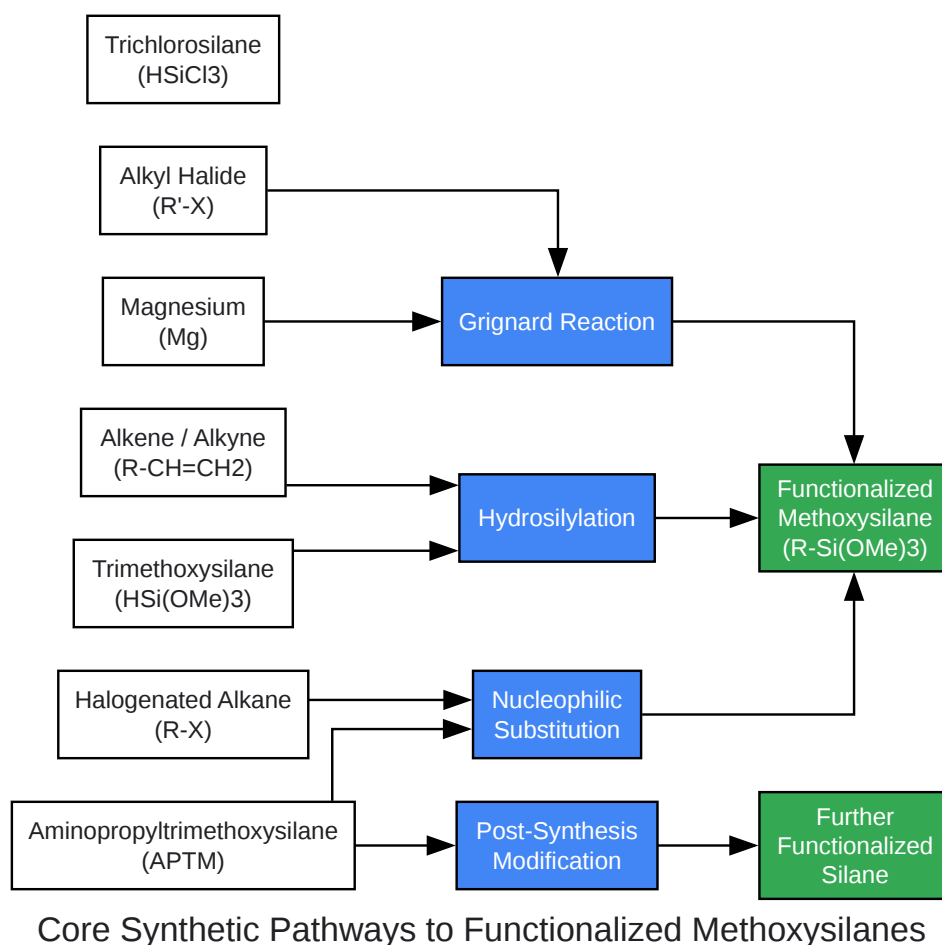 Trichlorosilane
(HSiCl3)
Alkyl Halide
(R'-X)
Magnesium
(Mg)
Grignard Reaction
Alkene / Alkyne
(R-CH=CH2)
Hydrosilylation
Functionalized
Methoxysilane
(R-Si(OMe)3)
Trimethoxysilane
(HSi(OMe)3)
Halogenated Alkane
(R-X)
Nucleophilic
Substitution
Aminopropyltrimethoxysilane
(APTM)
Post-Synthesis
Modification
Further
Functionalized
Silane
Core Synthetic Pathways to Functionalized Methoxysilanes